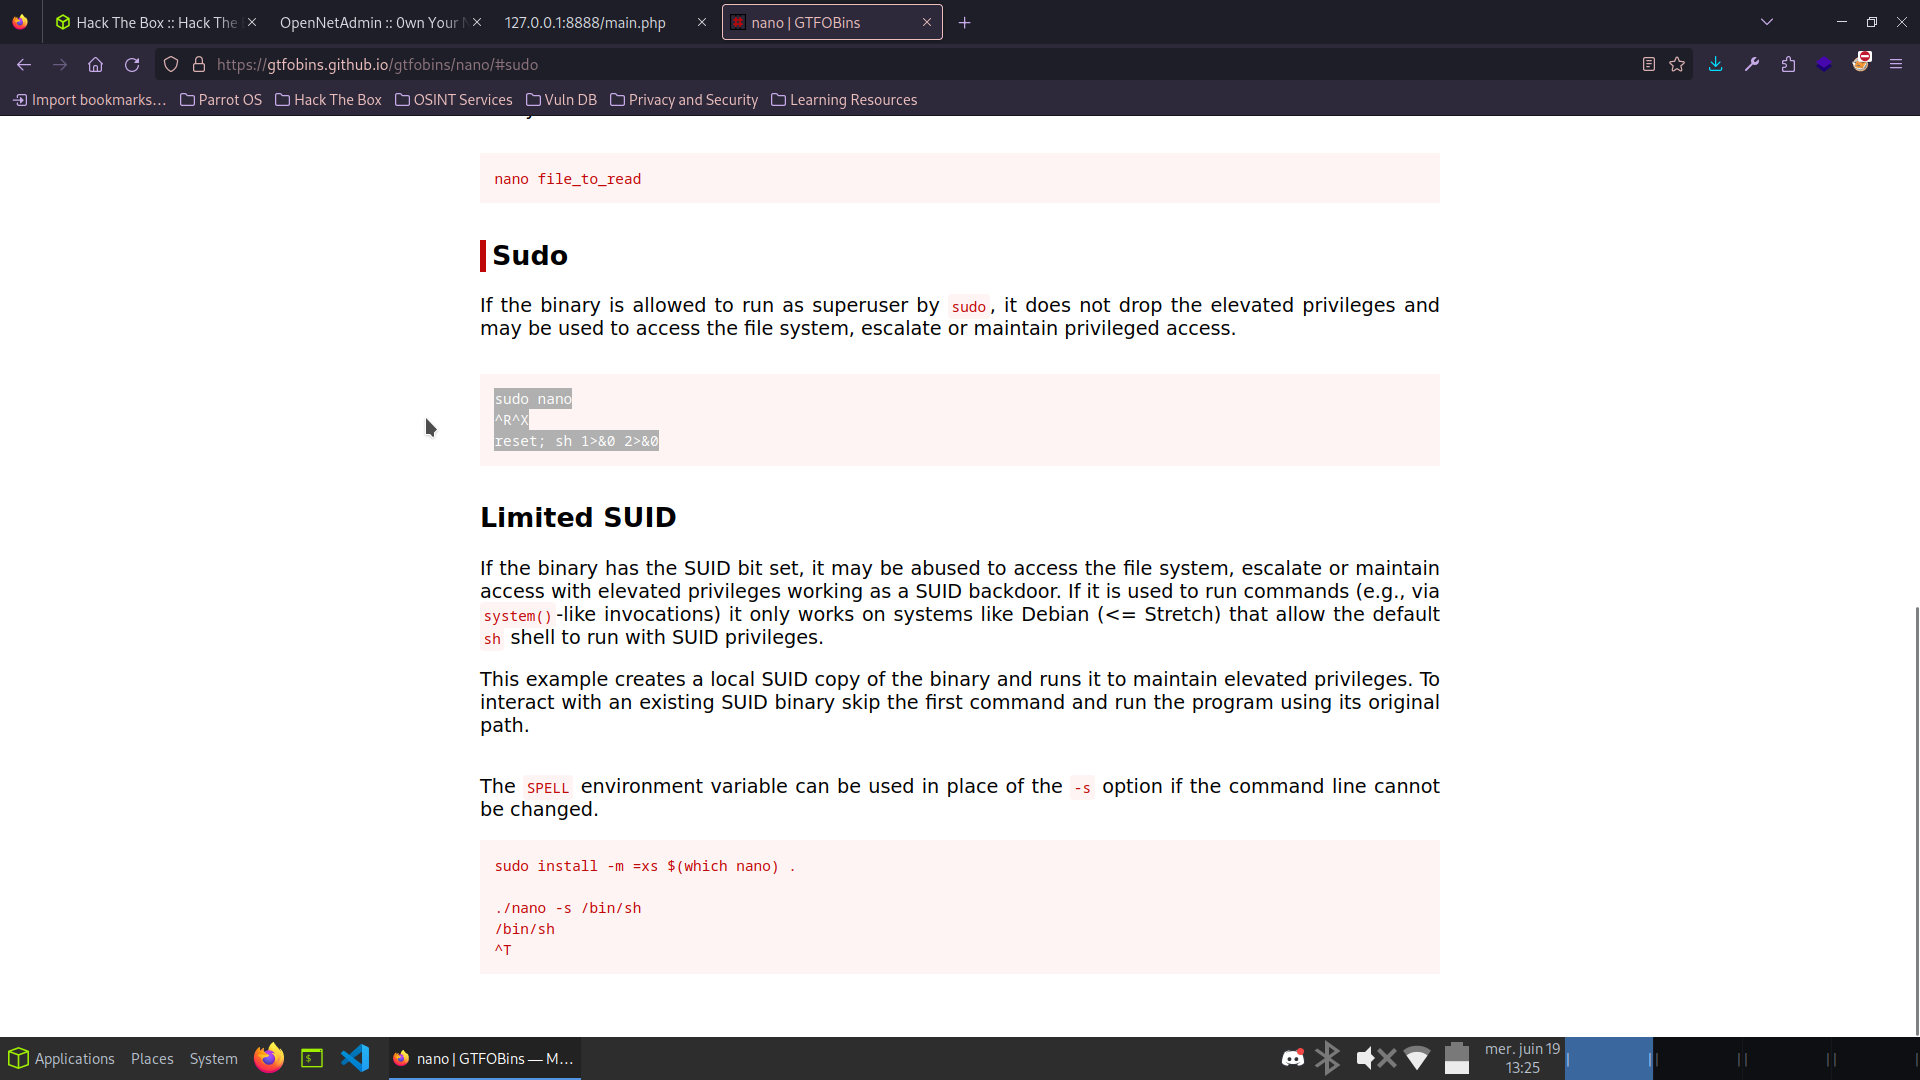 Hack The Box :: Hack The
OpenNetAdmin :: 0wn Your N
127.0.0.1:8888/main.php
nano | GTFOBins
https://gtfobins.github.io/gtfobins/nano/#sudo
Import bookmarks...
Parrot OS
Hack The Box
OSINT Services
Vuln DB
Privacy and Security
Learning Resources
nano file_to_read
Sudo
If the binary is allowed to run as superuser by sudo, it does not drop the elevated privileges and
may be used to access the file system, escalate or maintain privileged access.
sudo nano
^R^X
reset; sh 1>&0 2>&0
Limited SUID
If the binary has the SUID bit set, it may be abused to access the file system, escalate or maintain
access with elevated privileges working as a SUID backdoor. If it is used to run commands (e.g., via
system()-like invocations) it only works on systems like Debian (<= Stretch) that allow the default
sh shell to run with SUID privileges.
This example creates a local SUID copy of the binary and runs it to maintain elevated privileges. To
interact with an existing SUID binary skip the first command and run the program using its original
path.
The SPELL environment variable can be used in place of the -s option if the command line cannot
be changed.
sudo install -m =xs $(which nano) .
./nano -s /bin/sh
/bin/sh
^T
Applications
Places
System
nano | GTFOBins — M...
mer. juin 19
13:25